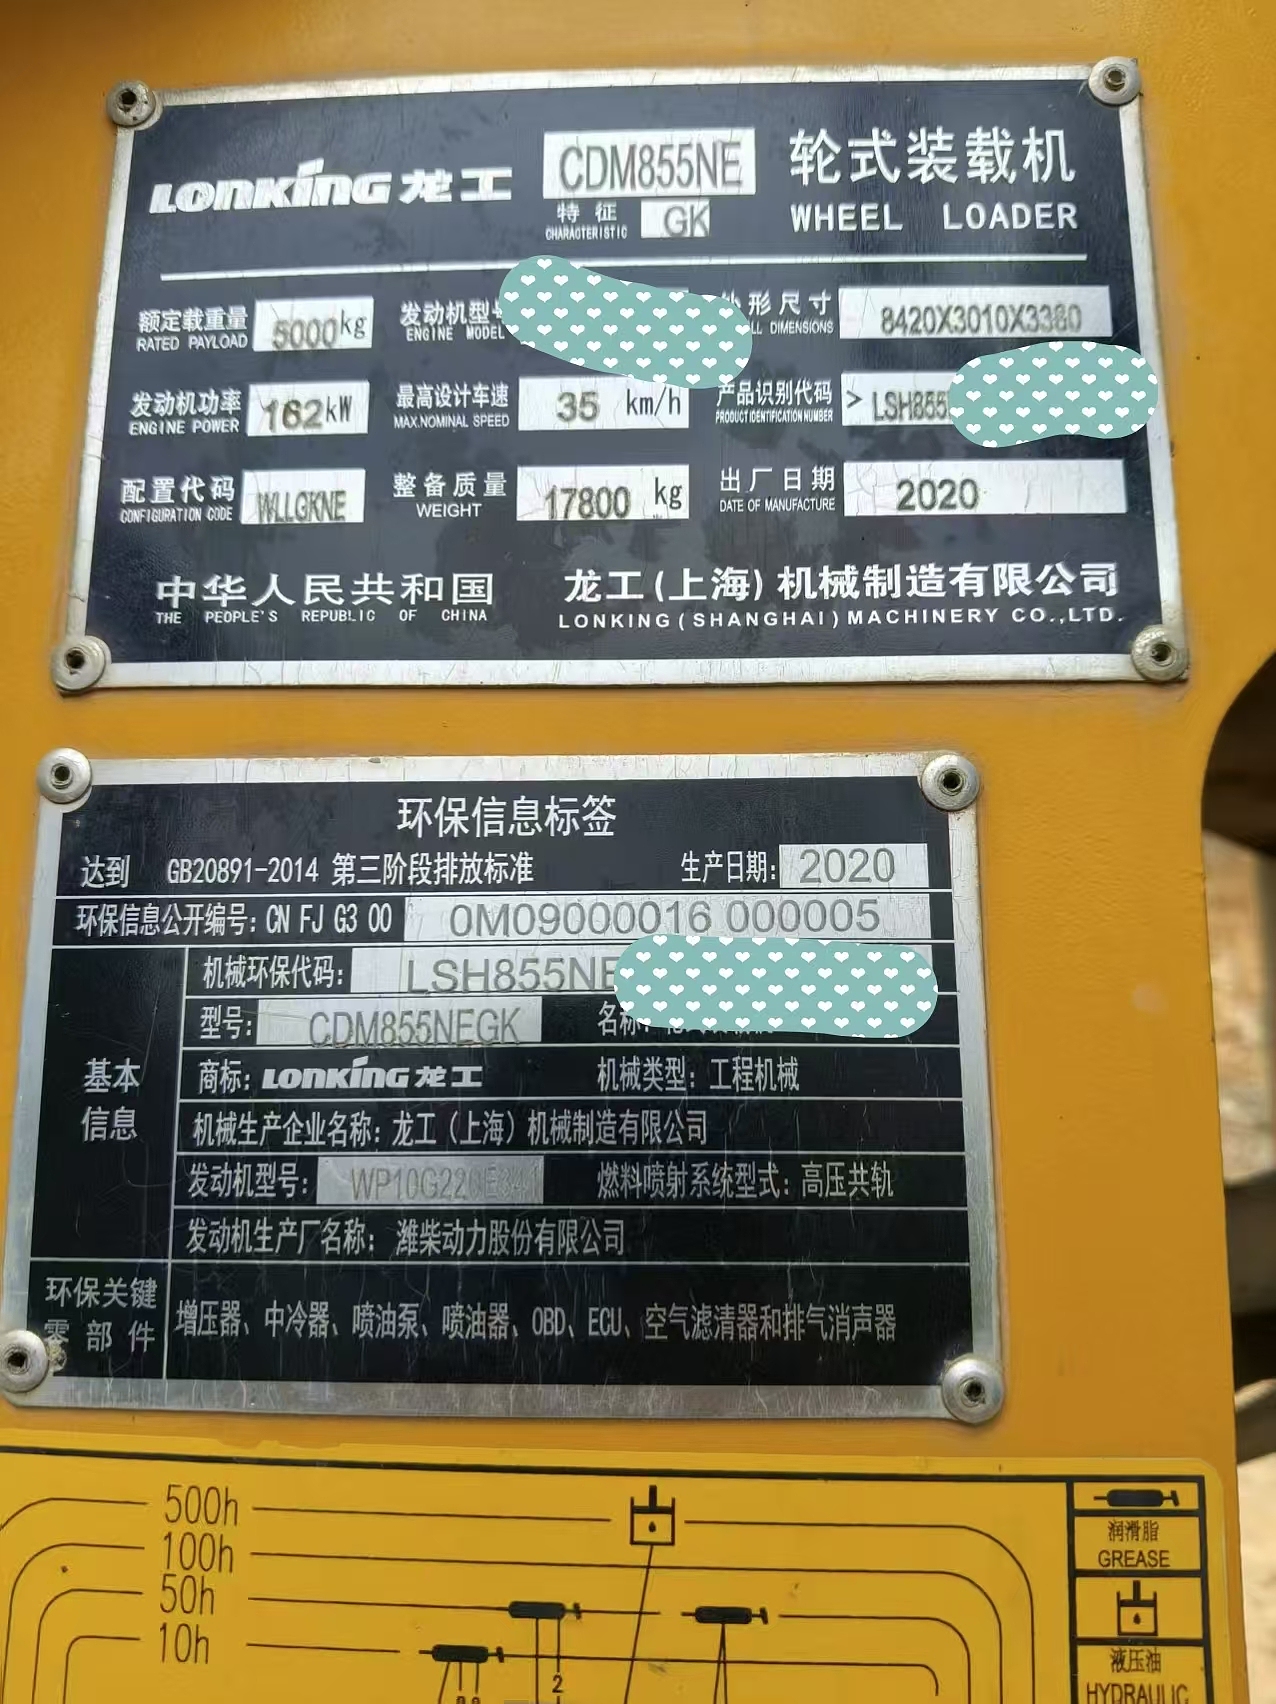 LONKING 龙工 CDM855NE 轮式装载机
特征 GK WHEEL LOADER
CHARACTERISTIC
额定载重量 5000kg 发动机型 外形尺寸 8420X3010X3380
RATED PAYLOAD ENGINE MODEL DIMENSIONS
发动机功率 162kW 最高设计车速 35 km/h 产品识别代码 > LSH855
ENGINE POWER MAX.NOMINAL SPEED PRODUCT IDENTIFICATION NUMBER
配置代码 WLLGKNE 整备质量 17800 kg 出厂日期 2020
CONFIGURATION CODE WEIGHT DATE OF MANUFACTURE
中华人民共和国 龙工(上海)机械制造有限公司
THE PEOPLE'S REPUBLIC OF CHINA LONKING (SHANGHAI) MACHINERY CO.,LTD.
环保信息标签
达到 GB20891-2014 第三阶段排放标准 生产日期: 2020
环保信息公开编号: CN FJ G3 00 0M09000016 000005
基本信息
机械环保代码: LSH855NE
型号: CDM855NEGK 名称:
商标: LONKING 龙工 机械类型: 工程机械
机械生产企业名称: 龙工(上海)机械制造有限公司
发动机型号: WP10G220E341 燃料喷射系统型式: 高压共轨
发动机生产厂名称: 潍柴动力股份有限公司
环保关键零部件 增压器、中冷器、喷油泵、喷油器、OBD、ECU、空气滤清器和排气消声器
500h
100h
50h
10h
2
润滑脂
GREASE
液压油
HYDRAULIC